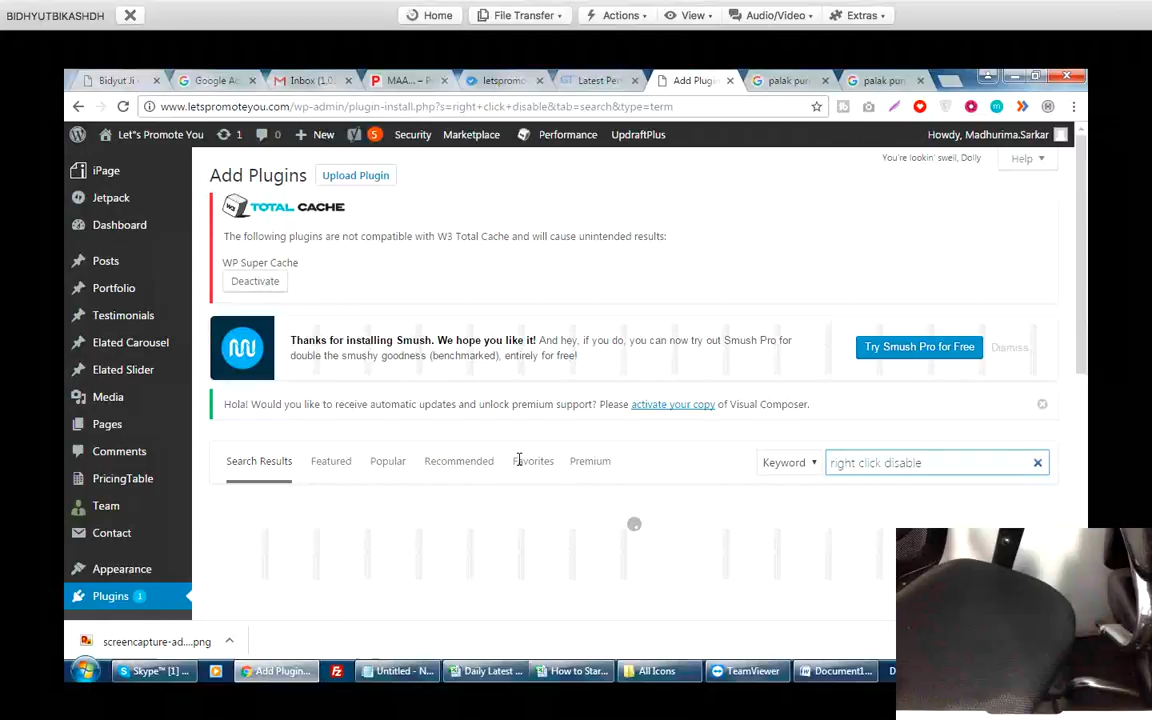 BIDHYUTBIKASHDH
Home File Transfer Actions View Audio/Video Extras
Bidyut Ji Google Ad Inbox (1,0 MAA... – P letsprom Latest Per Add Plugin palak pur palak pur
www.letspromoteyou.com/wp-admin/plugin-install.php?s=right+click+disable&tab=search&type=term
Let"s Promote You 1 0 New 5 Security Marketplace Performance UpdraftPlus Howdy, Madhurima.Sarkar
You're lookin' swell, Dolly Help
iPage
Jetpack
Dashboard
Posts
Portfolio
Testimonials
Elated Carousel
Elated Slider
Media
Pages
Comments
PricingTable
Team
Contact
Appearance
Plugins 1
Add Plugins Upload Plugin
W3 TOTAL CACHE
The following plugins are not compatible with W3 Total Cache and will cause unintended results:
WP Super Cache
Deactivate
Thanks for installing Smush. We hope you like it! And hey, if you do, you can now try out Smush Pro for
double the smushy goodness (benchmarked), entirely for free!
Try Smush Pro for Free Dismiss
Hola! Would you like to receive automatic updates and unlock premium support? Please activate your copy of Visual Composer.
Search Results Featured Popular Recommended Favorites Premium Keyword right click disable
screencapture-ad....png
Skype™ [1] ... Add Plugin... Untitled - N... Daily Latest ... How to Star... All Icons TeamViewer Document1... D